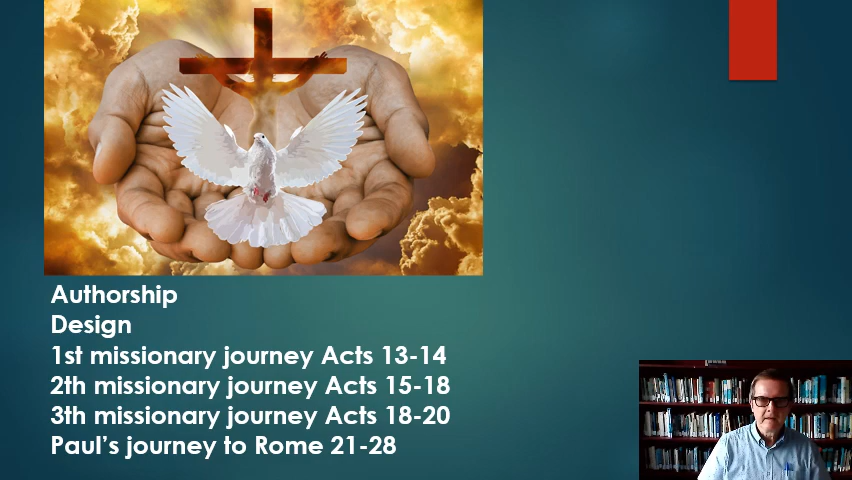 Authorship
Design
1st missionary journey Acts 13-14
2th missionary journey Acts 15-18
3th missionary journey Acts 18-20
Paul’s journey to Rome 21-28